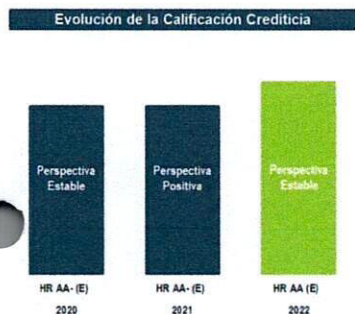 Evolución de la Calificación Crediticia
Perspectiva
Estable
Perspectiva
Positiva
Perspectiva
Estable
HR AA- (E)
HR AA- (E)
HR AA (E)
2020
2021
2022